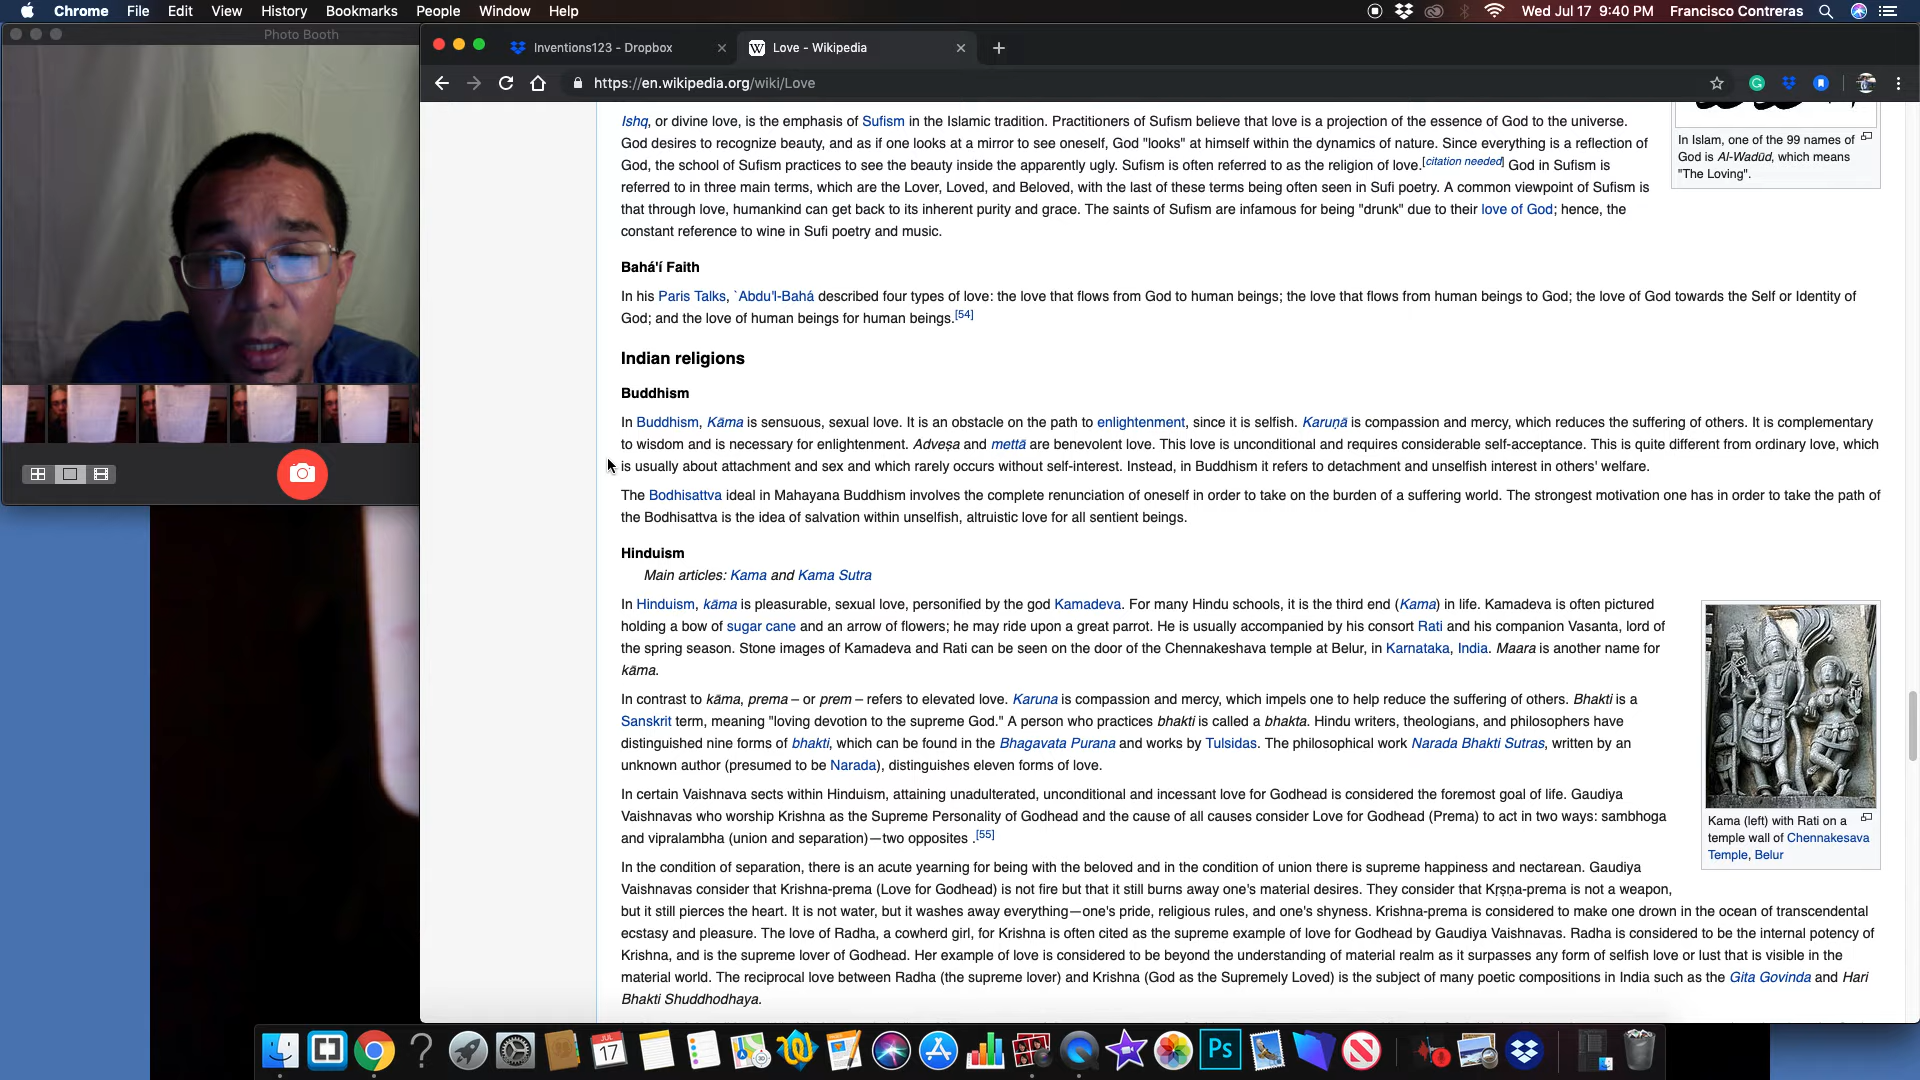 Chrome File Edit View History Bookmarks People Window Help
Wed Jul 17 9:40 PM Francisco Contreras
Photo Booth
Inventions123 - Dropbox
Love - Wikipedia
https://en.wikipedia.org/wiki/Love
Ishq, or divine love, is the emphasis of Sufism in the Islamic tradition. Practitioners of Sufism believe that love is a projection of the essence of God to the universe.
God desires to recognize beauty, and as if one looks at a mirror to see oneself, God "looks" at himself within the dynamics of nature. Since everything is a reflection of
God, the school of Sufism practices to see the beauty inside the apparently ugly. Sufism is often referred to as the religion of love.[citation needed] God in Sufism is
referred to in three main terms, which are the Lover, Loved, and Beloved, with the last of these terms being often seen in Sufi poetry. A common viewpoint of Sufism is
that through love, humankind can get back to its inherent purity and grace. The saints of Sufism are infamous for being "drunk" due to their love of God; hence, the
constant reference to wine in Sufi poetry and music.
In Islam, one of the 99 names of
God is Al-Wadūd, which means
"The Loving".
Bahá'í Faith
In his Paris Talks, `Abdu'l-Bahá described four types of love: the love that flows from God to human beings; the love that flows from human beings to God; the love of God towards the Self or Identity of
God; and the love of human beings for human beings.[54]
Indian religions
Buddhism
In Buddhism, Kāma is sensuous, sexual love. It is an obstacle on the path to enlightenment, since it is selfish. Karuṇā is compassion and mercy, which reduces the suffering of others. It is complementary
to wisdom and is necessary for enlightenment. Adveṣa and mettā are benevolent love. This love is unconditional and requires considerable self-acceptance. This is quite different from ordinary love, which
is usually about attachment and sex and which rarely occurs without self-interest. Instead, in Buddhism it refers to detachment and unselfish interest in others' welfare.
The Bodhisattva ideal in Mahayana Buddhism involves the complete renunciation of oneself in order to take on the burden of a suffering world. The strongest motivation one has in order to take the path of
the Bodhisattva is the idea of salvation within unselfish, altruistic love for all sentient beings.
Hinduism
Main articles: Kama and Kama Sutra
In Hinduism, kāma is pleasurable, sexual love, personified by the god Kamadeva. For many Hindu schools, it is the third end (Kama) in life. Kamadeva is often pictured
holding a bow of sugar cane and an arrow of flowers; he may ride upon a great parrot. He is usually accompanied by his consort Rati and his companion Vasanta, lord of
the spring season. Stone images of Kamadeva and Rati can be seen on the door of the Chennakeshava temple at Belur, in Karnataka, India. Maara is another name for
kāma.
In contrast to kāma, prema – or prem – refers to elevated love. Karuna is compassion and mercy, which impels one to help reduce the suffering of others. Bhakti is a
Sanskrit term, meaning "loving devotion to the supreme God." A person who practices bhakti is called a bhakta. Hindu writers, theologians, and philosophers have
distinguished nine forms of bhakti, which can be found in the Bhagavata Purana and works by Tulsidas. The philosophical work Narada Bhakti Sutras, written by an
unknown author (presumed to be Narada), distinguishes eleven forms of love.
In certain Vaishnava sects within Hinduism, attaining unadulterated, unconditional and incessant love for Godhead is considered the foremost goal of life. Gaudiya
Vaishnavas who worship Krishna as the Supreme Personality of Godhead and the cause of all causes consider Love for Godhead (Prema) to act in two ways: sambhoga
and vipralambha (union and separation)—two opposites .[55]
Kama (left) with Rati on a
temple wall of Chennakesava
Temple, Belur
In the condition of separation, there is an acute yearning for being with the beloved and in the condition of union there is supreme happiness and nectarean. Gaudiya
Vaishnavas consider that Krishna-prema (Love for Godhead) is not fire but that it still burns away one's material desires. They consider that Kṛṣṇa-prema is not a weapon,
but it still pierces the heart. It is not water, but it washes away everything—one's pride, religious rules, and one's shyness. Krishna-prema is considered to make one drown in the ocean of transcendental
ecstasy and pleasure. The love of Radha, a cowherd girl, for Krishna is often cited as the supreme example of love for Godhead by Gaudiya Vaishnavas. Radha is considered to be the internal potency of
Krishna, and is the supreme lover of Godhead. Her example of love is considered to be beyond the understanding of material realm as it surpasses any form of selfish love or lust that is visible in the
material world. The reciprocal love between Radha (the supreme lover) and Krishna (God as the Supremely Loved) is the subject of many poetic compositions in India such as the Gita Govinda and Hari
Bhakti Shuddhodhaya.
JUL
17
Ps